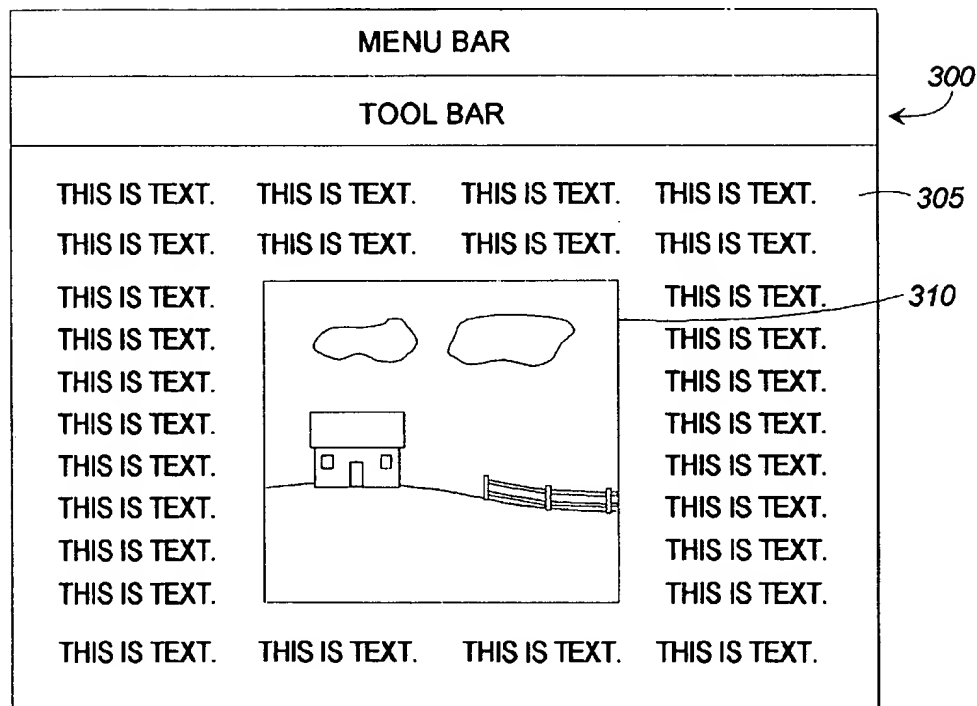 MENU BAR
TOOL BAR
300
THIS IS TEXT. THIS IS TEXT. THIS IS TEXT. THIS IS TEXT. 305
THIS IS TEXT. THIS IS TEXT. THIS IS TEXT. THIS IS TEXT.
THIS IS TEXT. THIS IS TEXT. 310
THIS IS TEXT. THIS IS TEXT.
THIS IS TEXT. THIS IS TEXT.
THIS IS TEXT. THIS IS TEXT.
THIS IS TEXT. THIS IS TEXT.
THIS IS TEXT. THIS IS TEXT.
THIS IS TEXT. THIS IS TEXT.
THIS IS TEXT. THIS IS TEXT.
THIS IS TEXT. THIS IS TEXT. THIS IS TEXT. THIS IS TEXT.